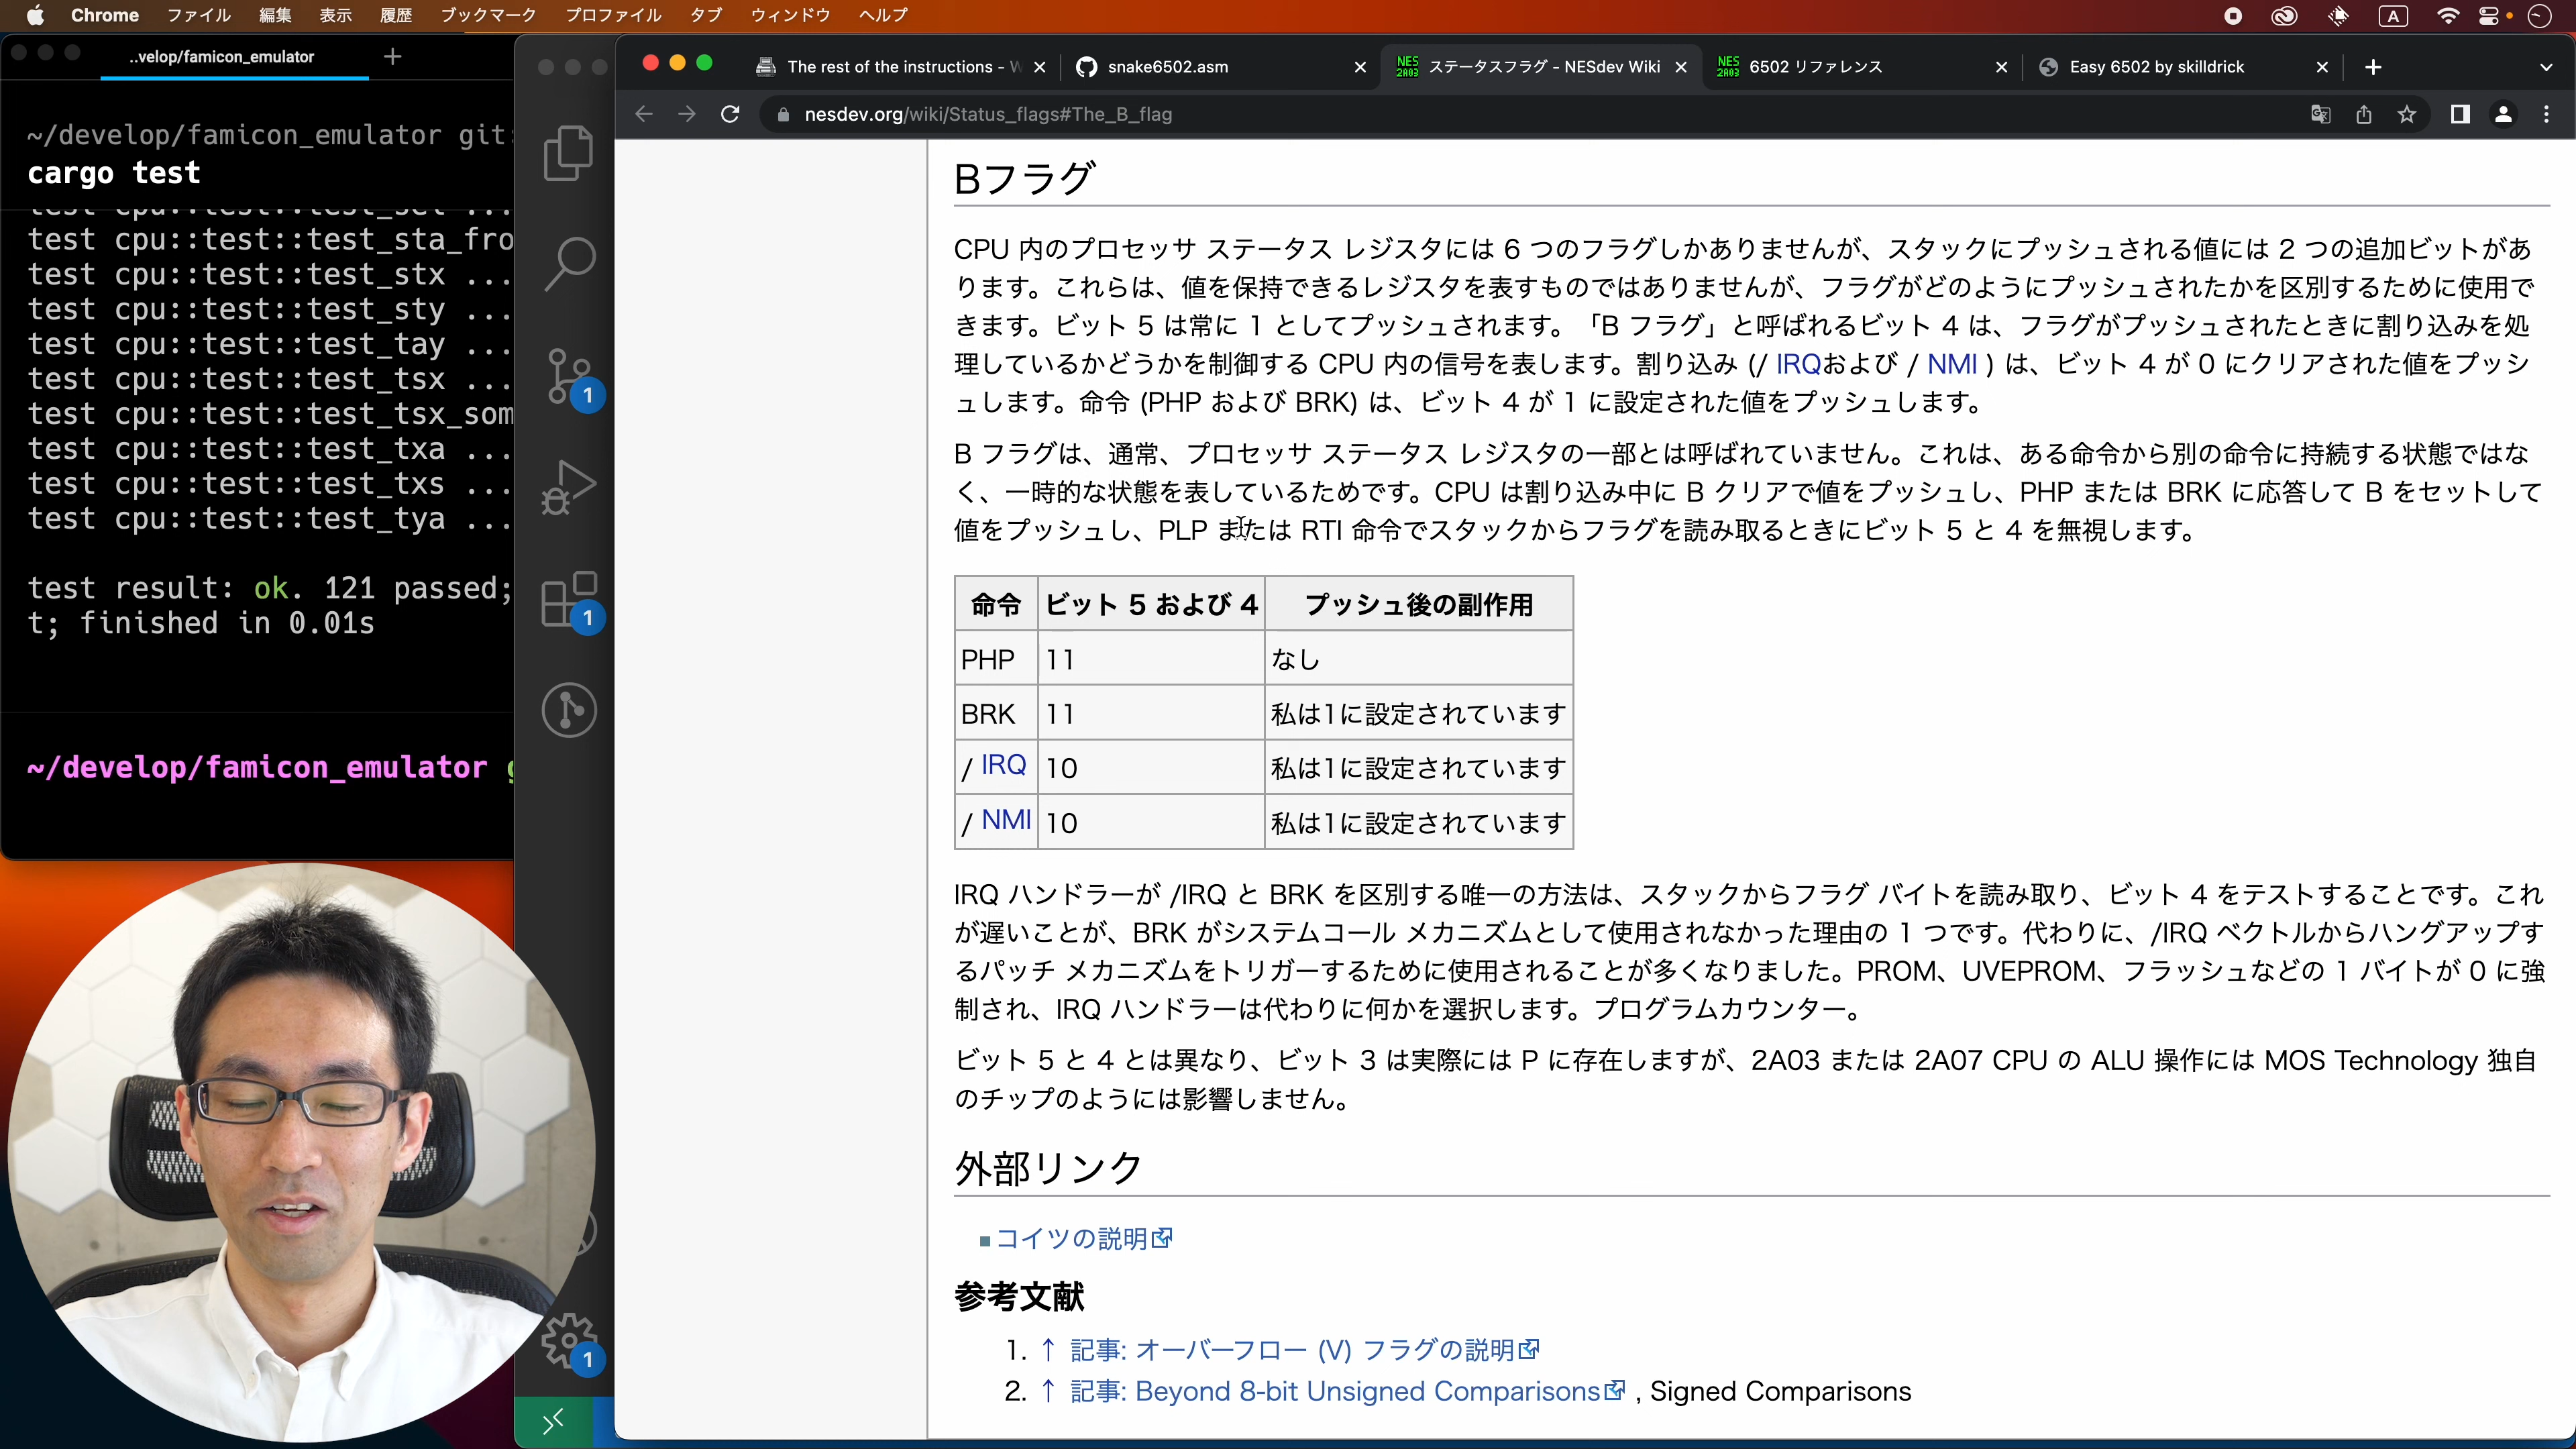 Chrome ファイル 編集 表示 履歴 ブックマーク プロファイル タブ ウィンドウ ヘルプ
A
..velop/famicon_emulator
~/develop/famicon_emulator git:
cargo test
test cpu::test::test_sta_fro
test cpu::test::test_stx ...
test cpu::test::test_sty ...
test cpu::test::test_tay ...
test cpu::test::test_tsx ...
test cpu::test::test_tsx_som
test cpu::test::test_txa ...
test cpu::test::test_txs ...
test cpu::test::test_tya ...
test result: ok. 121 passed;
t; finished in 0.01s
~/develop/famicon_emulator g
1
1
1
The rest of the instructions -
snake6502.asm
NES 2A03 ステータスフラグ - NESdev Wiki
NES 2A03 6502 リファレンス
Easy 6502 by skilldrick
nesdev.org/wiki/Status_flags#The_B_flag
Bフラグ
CPU 内のプロセッサ ステータス レジスタには 6 つのフラグしかありませんが、スタックにプッシュされる値には 2 つの追加ビットがあ
ります。これらは、値を保持できるレジスタを表すものではありませんが、フラグがどのようにプッシュされたかを区別するために使用で
きます。ビット 5 は常に 1 としてプッシュされます。「B フラグ」と呼ばれるビット 4 は、フラグがプッシュされたときに割り込みを処
理しているかどうかを制御する CPU 内の信号を表します。割り込み (/ IRQおよび / NMI ) は、ビット 4 が 0 にクリアされた値をプッシ
ュします。命令 (PHP および BRK) は、ビット 4 が 1 に設定された値をプッシュします。
B フラグは、通常、プロセッサ ステータス レジスタの一部とは呼ばれていません。これは、ある命令から別の命令に持続する状態ではな
く、一時的な状態を表しているためです。CPU は割り込み中に B クリアで値をプッシュし、PHP または BRK に応答して B をセットして
値をプッシュし、PLP または RTI 命令でスタックからフラグを読み取るときにビット 5 と 4 を無視します。
命令 ビット 5 および 4 プッシュ後の副作用
PHP 11 なし
BRK 11 私は1に設定されています
/ IRQ 10 私は1に設定されています
/ NMI 10 私は1に設定されています
IRQ ハンドラーが /IRQ と BRK を区別する唯一の方法は、スタックからフラグ バイトを読み取り、ビット 4 をテストすることです。これ
が遅いことが、BRK がシステムコール メカニズムとして使用されなかった理由の 1 つです。代わりに、/IRQ ベクトルからハングアップす
るパッチ メカニズムをトリガーするために使用されることが多くなりました。PROM、UVEPROM、フラッシュなどの 1 バイトが 0 に強
制され、IRQ ハンドラーは代わりに何かを選択します。プログラムカウンター。
ビット 5 と 4 とは異なり、ビット 3 は実際には P に存在しますが、2A03 または 2A07 CPU の ALU 操作には MOS Technology 独自
のチップのようには影響しません。
外部リンク
コイツの説明
参考文献
1. ↑ 記事: オーバーフロー (V) フラグの説明
2. ↑ 記事: Beyond 8-bit Unsigned Comparisons , Signed Comparisons